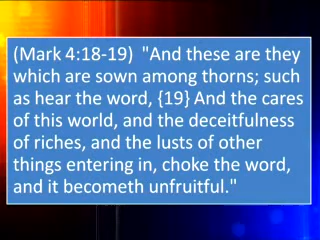 (Mark 4:18-19)  "And these are they
which are sown among thorns; such
as hear the word, {19} And the cares
of this world, and the deceitfulness
of riches, and the lusts of other
things entering in, choke the word,
and it becometh unfruitful."